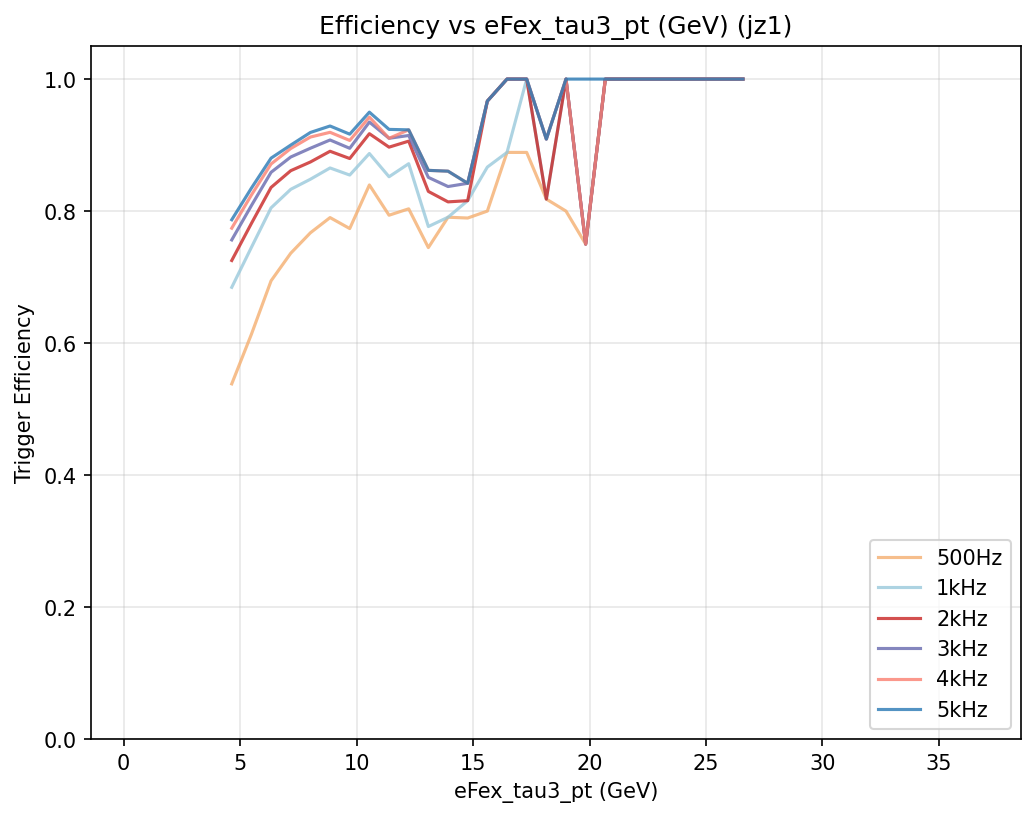 Efficiency vs eFex_tau3_pt (GeV) (jz1)
1.0
0.8
0.6
0.4
0.2
0.0
Trigger Efficiency
0 5 10 15 20 25 30 35
eFex_tau3_pt (GeV)
500Hz
1kHz
2kHz
3kHz
4kHz
5kHz